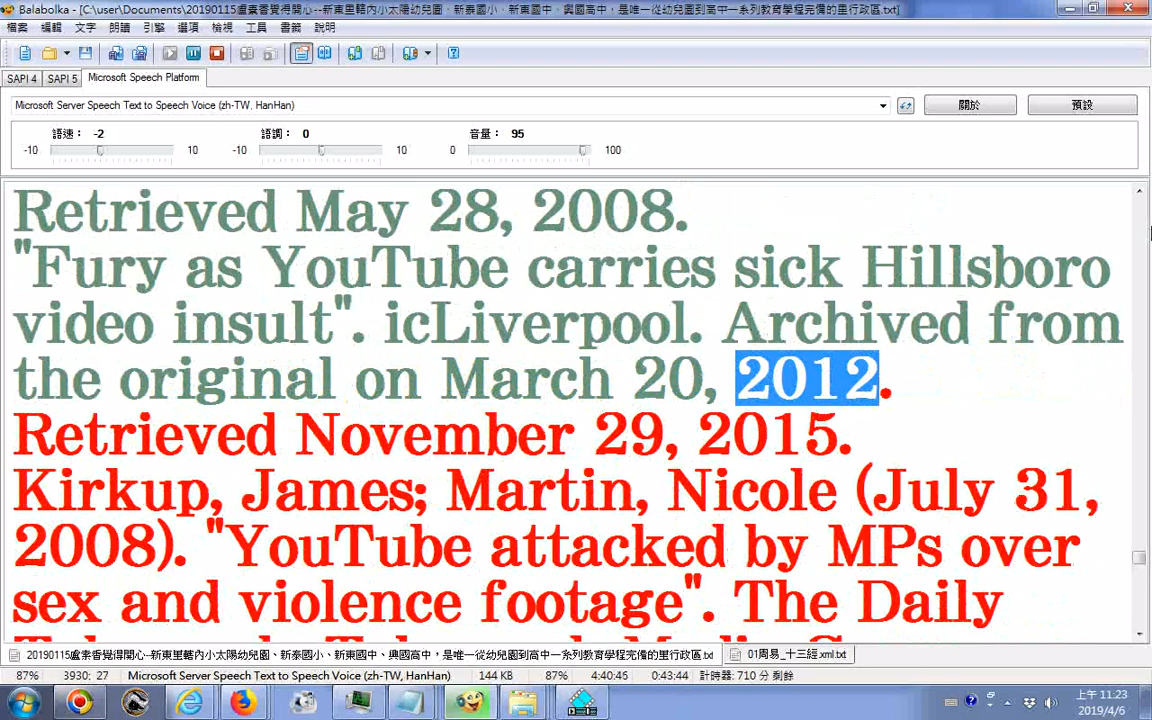 Balabolka - [C:\user\Documents\20190115盧素香覺得開心--新東里轄內小太陽幼兒園、新泰國小、新東國中、興國高中，是唯一從幼兒園到高中一系列教育學程完備的里行政區.txt]
檔案 編輯 文字 朗讀 引擎 選項 檢視 工具 書籤 說明
SAPI 4 SAPI 5 Microsoft Speech Platform
Microsoft Server Speech Text to Speech Voice (zh-TW, HanHan) 關於 預設
語速： -2 語調： 0 音量： 95
-10 10 -10 10 0 100
Retrieved May 28, 2008.
"Fury as YouTube carries sick Hillsboro
video insult". icLiverpool. Archived from
the original on March 20, 2012.
Retrieved November 29, 2015.
Kirkup, James; Martin, Nicole (July 31,
2008). "YouTube attacked by MPs over
sex and violence footage". The Daily
20190115盧素香覺得開心--新東里轄內小太陽幼兒園、新泰國小、新東國中、興國高中，是唯一從幼兒園到高中一系列教育學程完備的里行政區.txt 01周易_十三經.xml.txt
87% 3930: 27 Microsoft Server Speech Text to Speech Voice (zh-TW, HanHan) 144 KB 87% 4:40:45 0:43:44 計時器: 710 分 剩餘
上午 11:23
2019/4/6